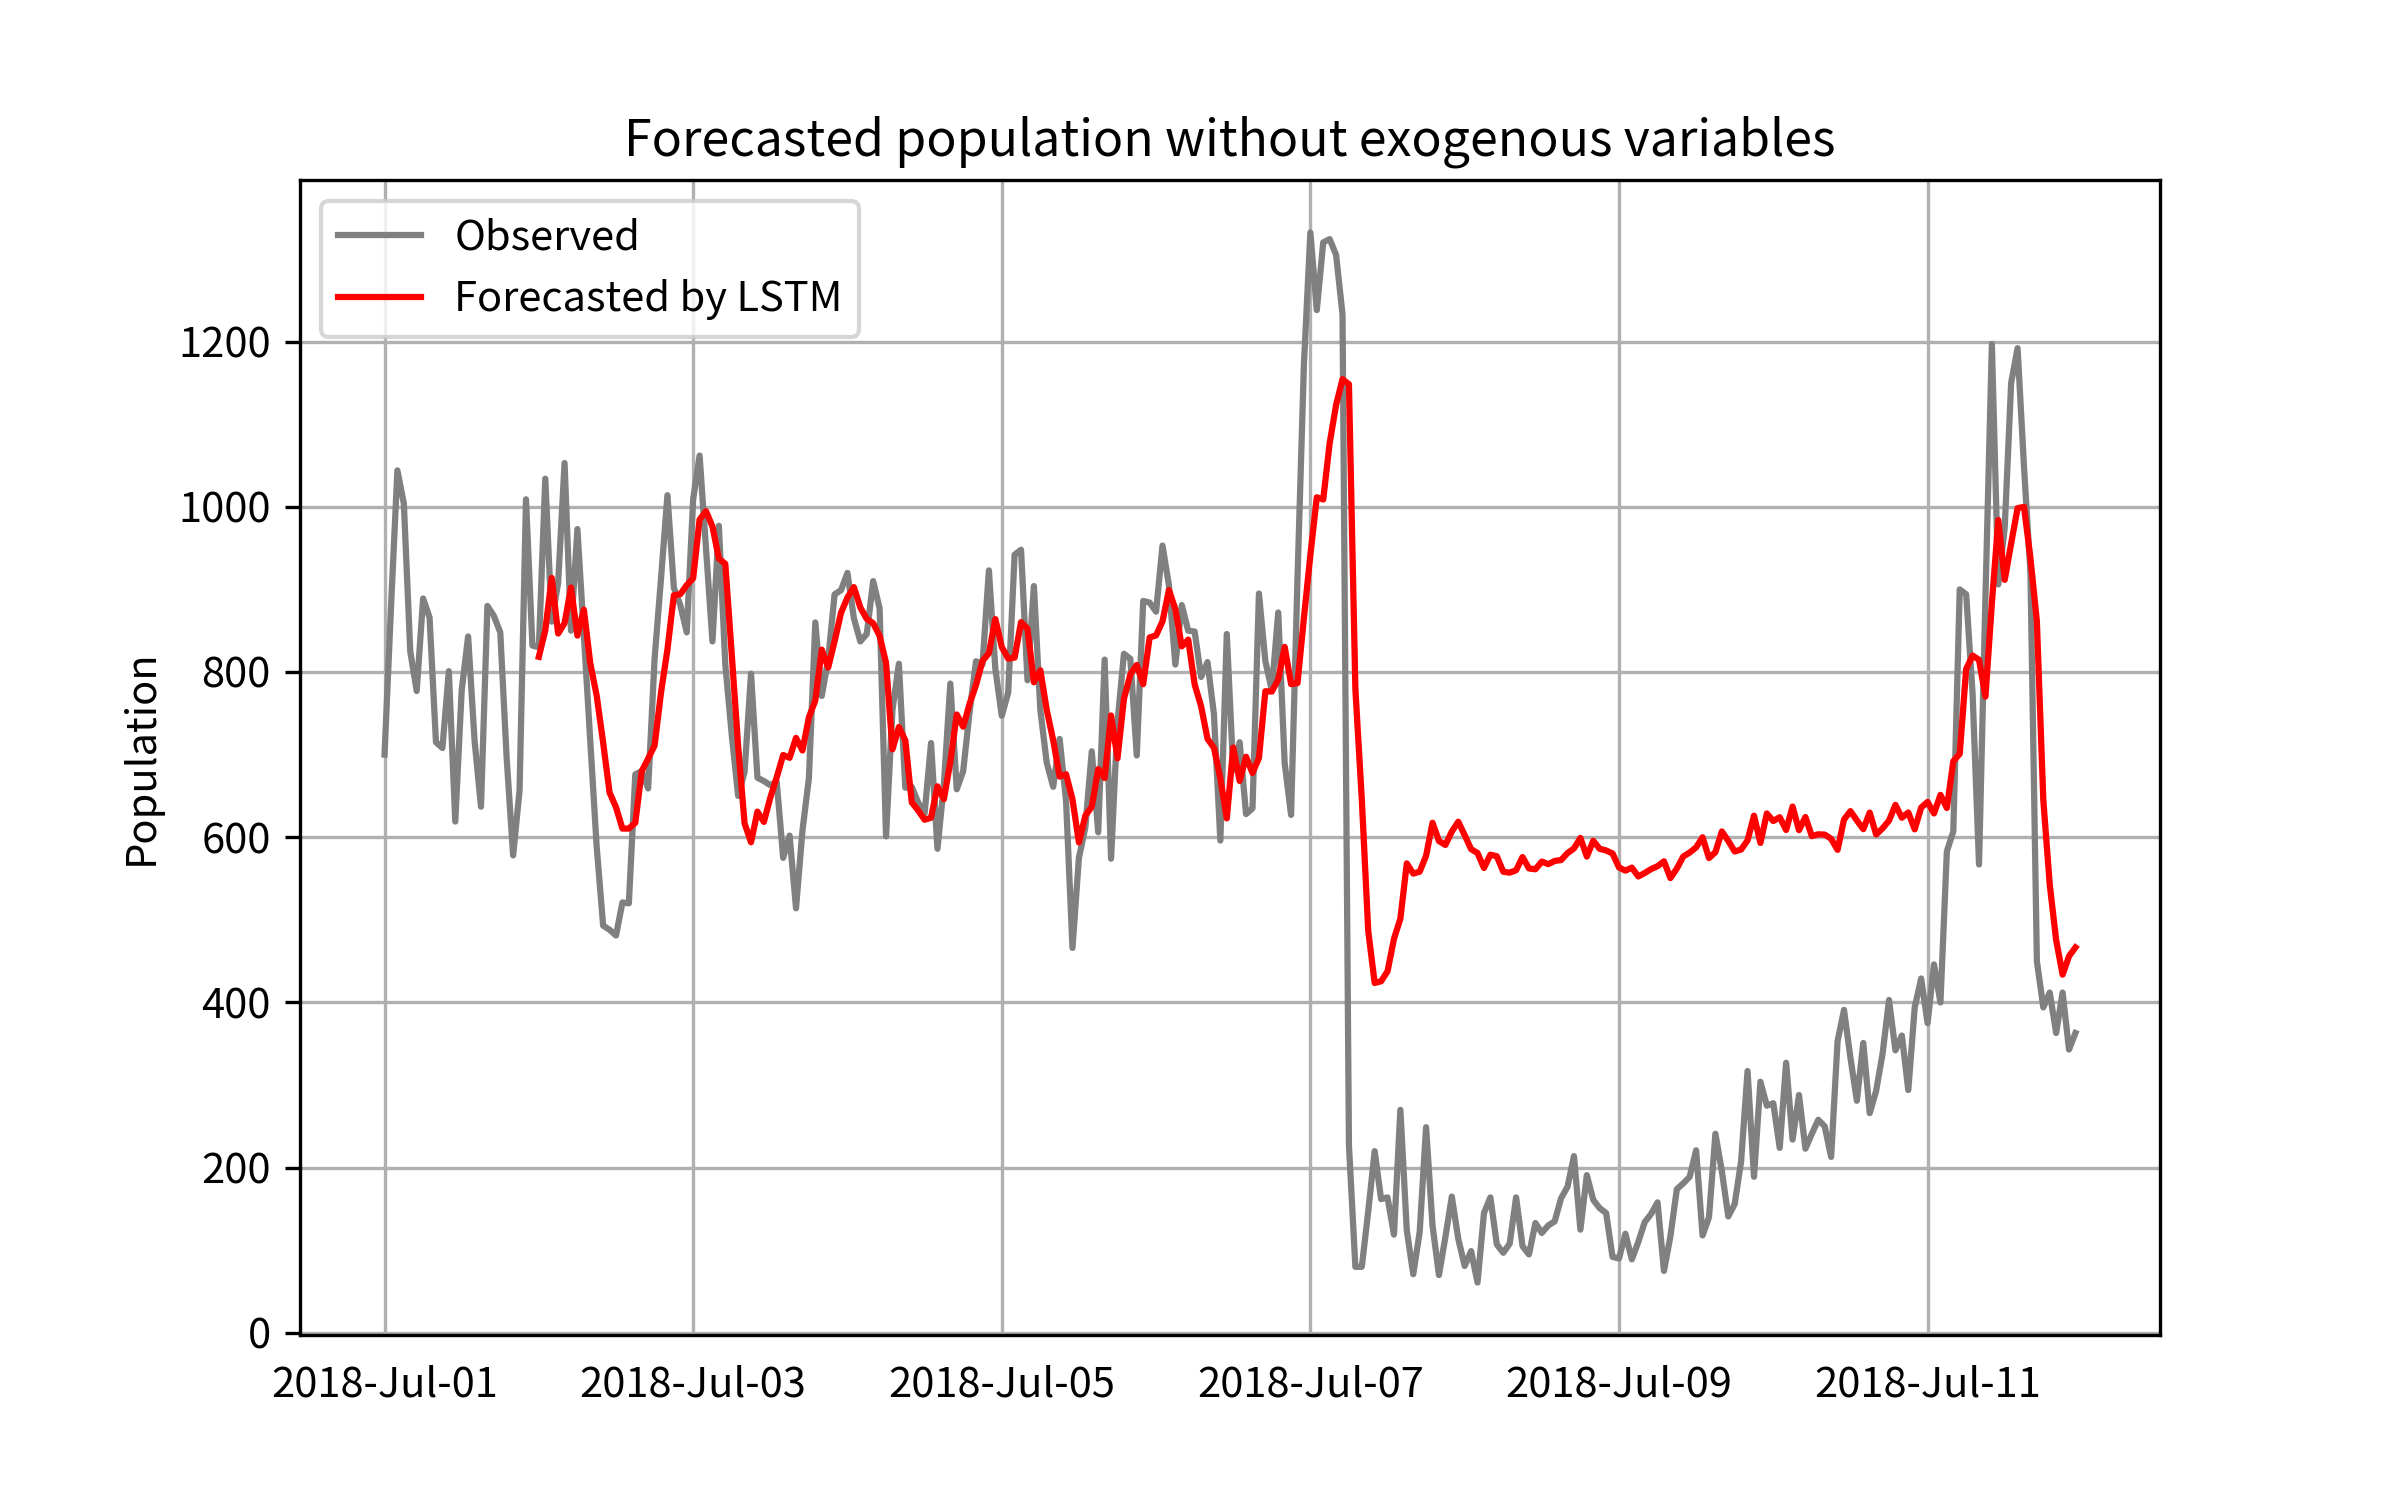 Forecasted population without exogenous variables
Observed
Forecasted by LSTM
1200
1000
800
600
400
200
0
Population
2018-Jul-01 2018-Jul-03 2018-Jul-05 2018-Jul-07 2018-Jul-09 2018-Jul-11